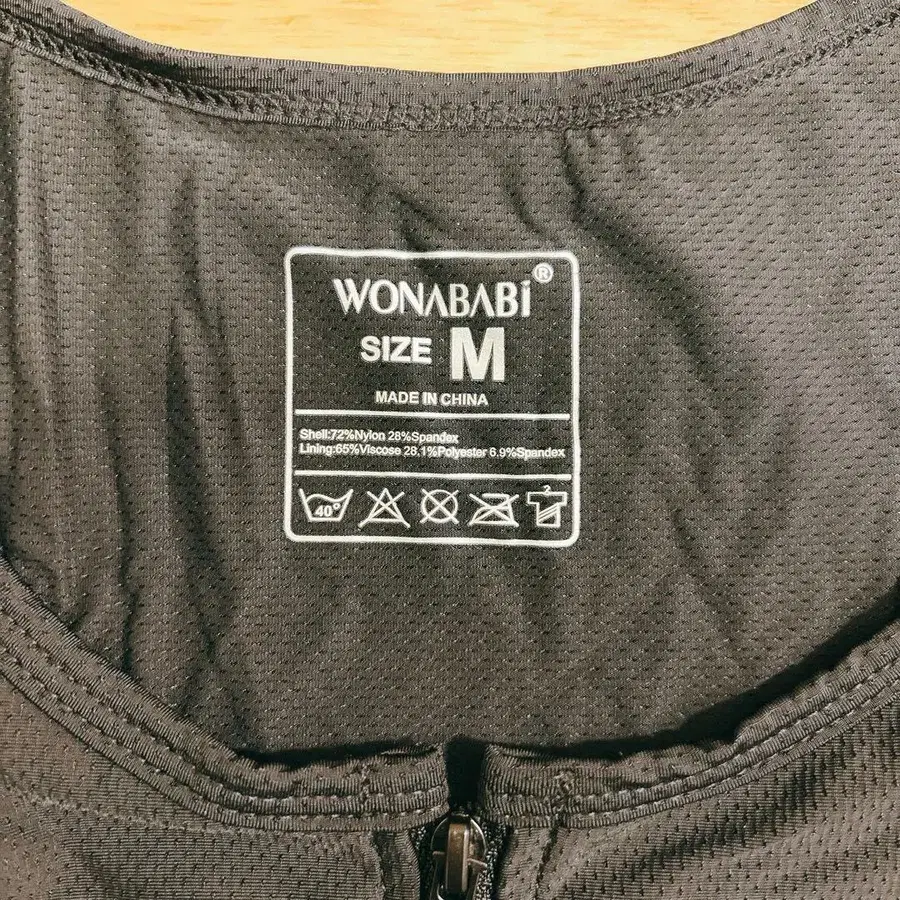 WONABABi®
SIZE M
MADE IN CHINA
Shell:72%Nylon 28%Spandex
Lining:65%Viscose 28.1%Polyester 6.9%Spandex
40° 2